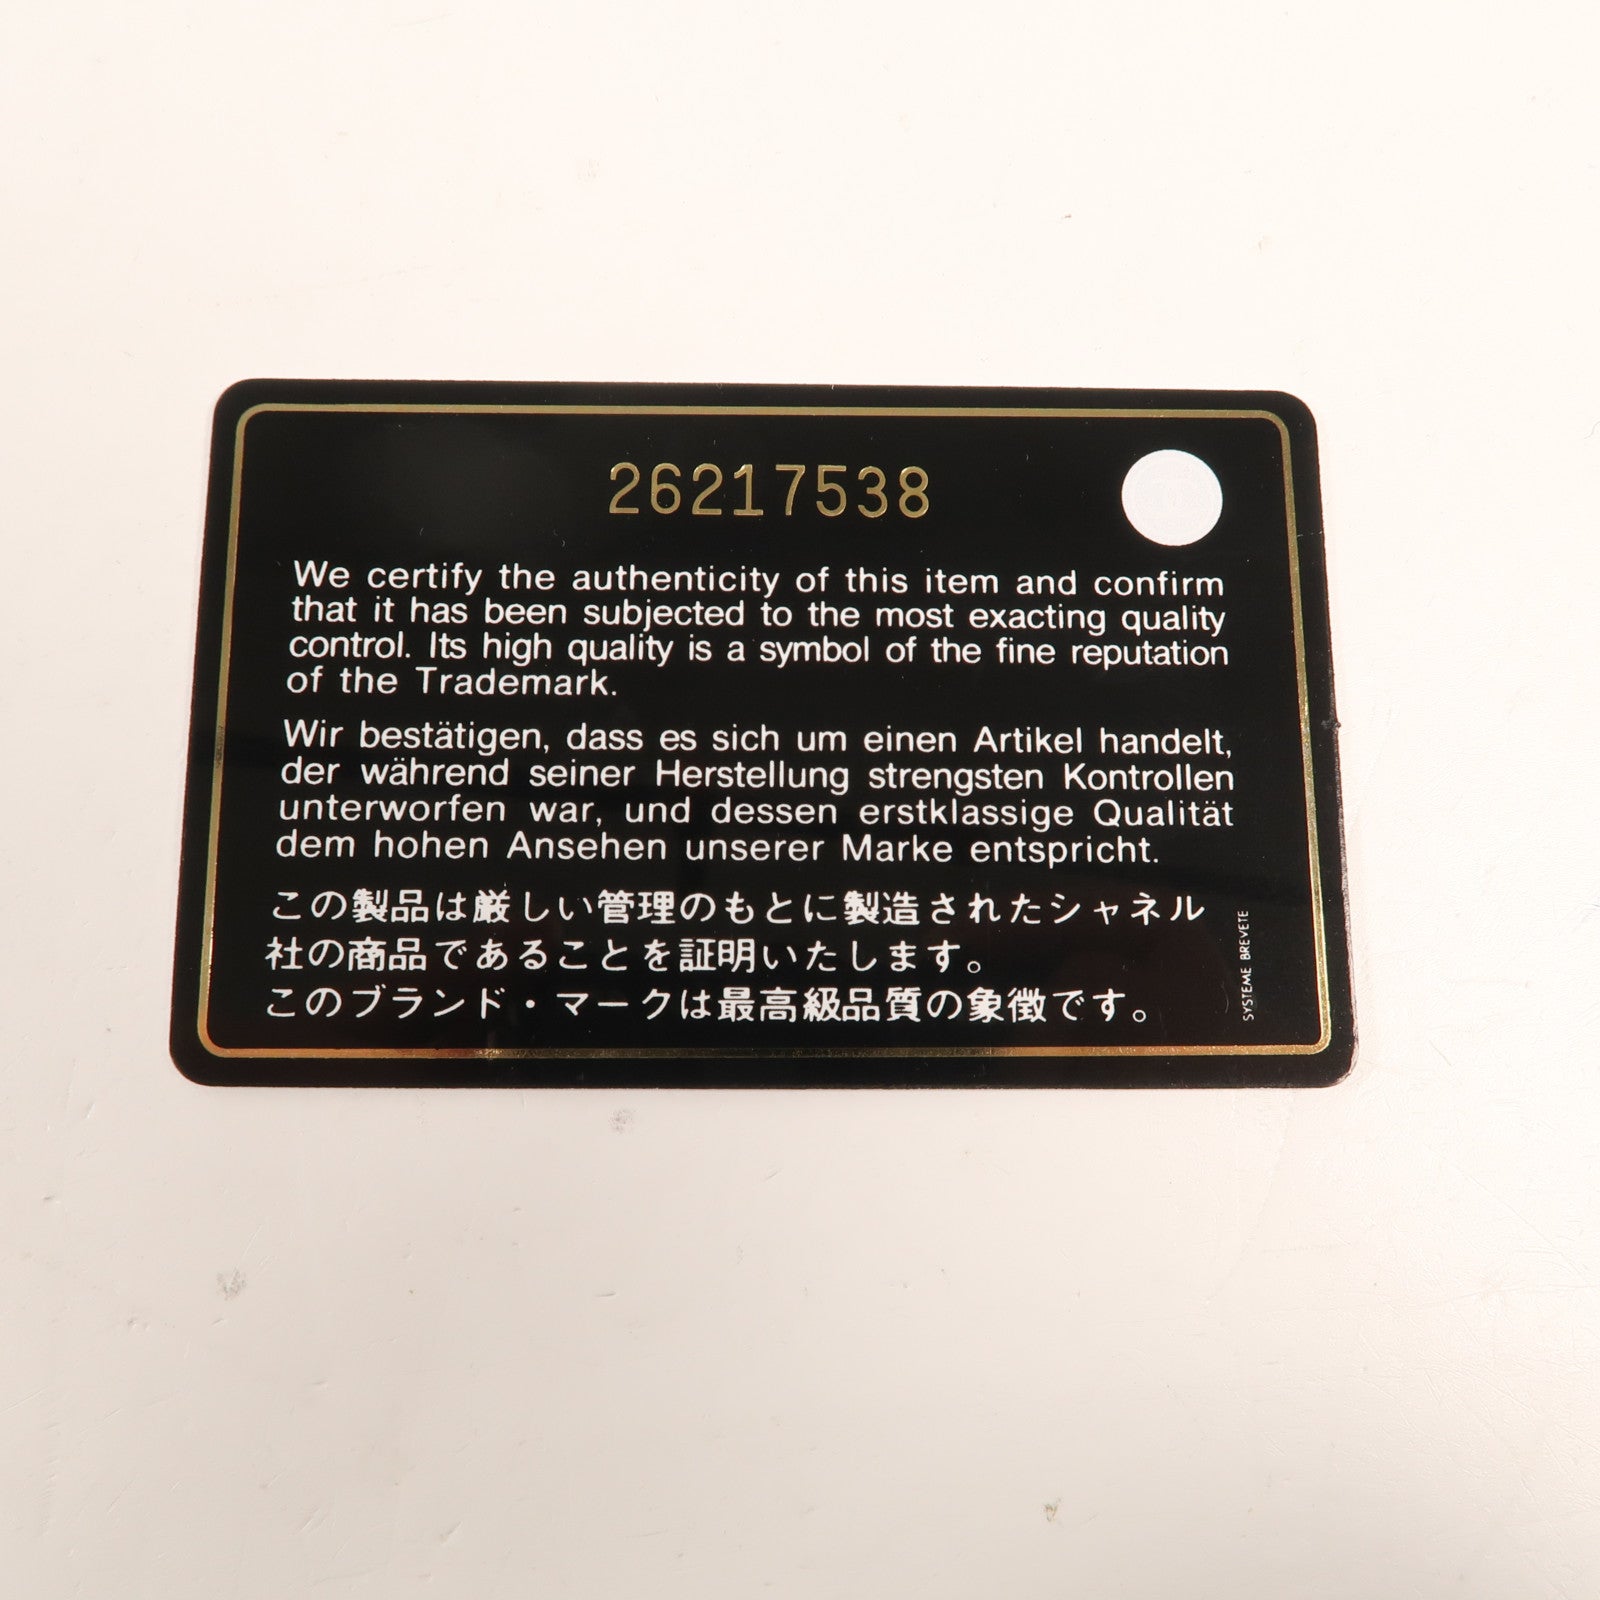 26217538
We certify the authenticity of this item and confirm
that it has been subjected to the most exacting quality
control. Its high quality is a symbol of the fine reputation
of the Trademark.
Wir bestätigen, dass es sich um einen Artikel handelt,
der während seiner Herstellung strengsten Kontrollen
unterworfen war, und dessen erstklassige Qualität
dem hohen Ansehen unserer Marke entspricht.
この製品は厳しい管理のもとに製造されたシャネル
社の商品であることを証明いたします。
このブランド・マークは最高級品質の象徴です。
SYSTEME BREVETE